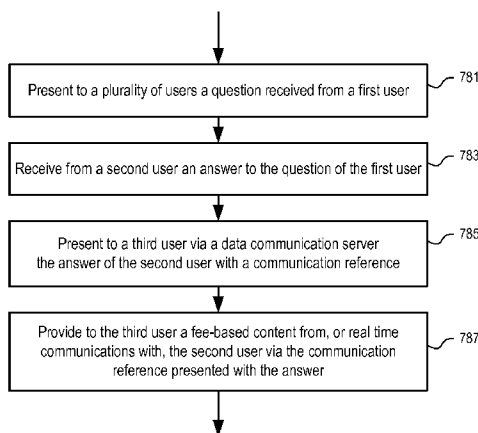 Present to a plurality of users a question received from a first user
781
Receive from a second user an answer to the question of the first user
783
Present to a third user via a data communication server
the answer of the second user with a communication reference
785
Provide to the third user a fee-based content from, or real time
communications with, the second user via the communication
reference presented with the answer
787